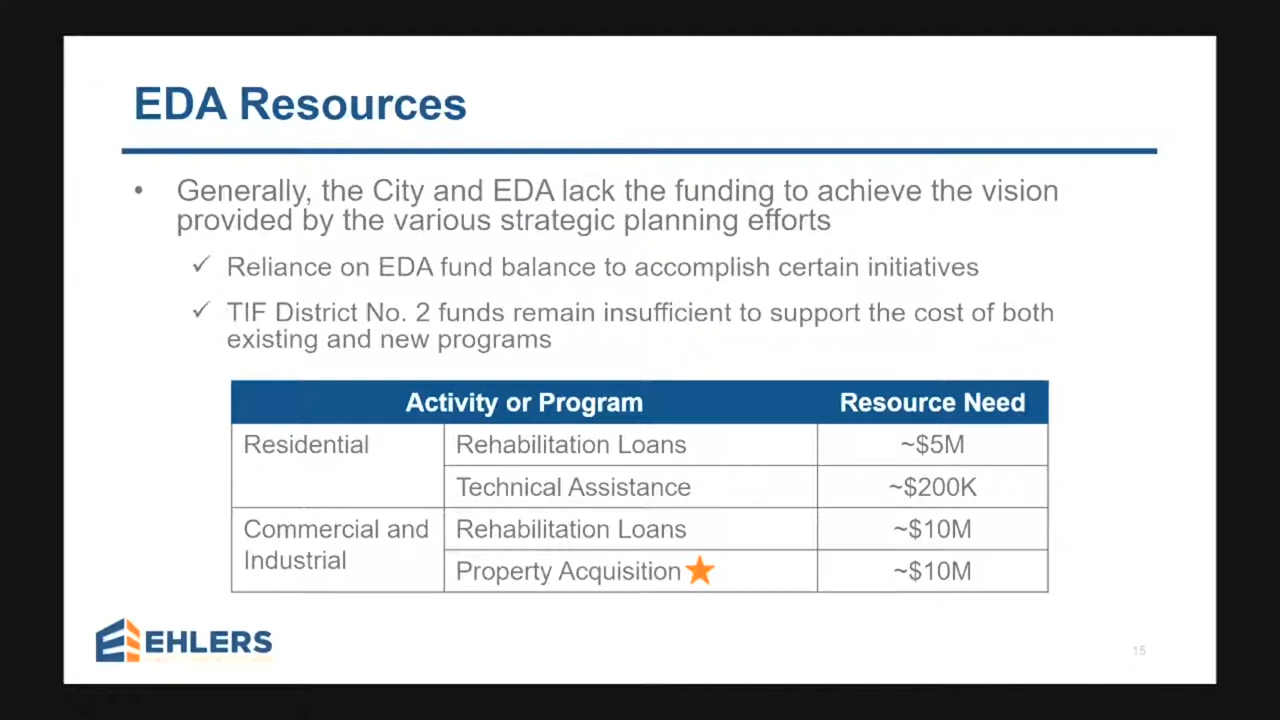 EDA Resources
• Generally, the City and EDA lack the funding to achieve the vision
provided by the various strategic planning efforts
✓ Reliance on EDA fund balance to accomplish certain initiatives
✓ TIF District No. 2 funds remain insufficient to support the cost of both
existing and new programs
Activity or Program Resource Need
Residential Rehabilitation Loans ~$5M
Technical Assistance ~$200K
Commercial and Rehabilitation Loans ~$10M
Industrial
Property Acquisition ~$10M
EHLERS
15